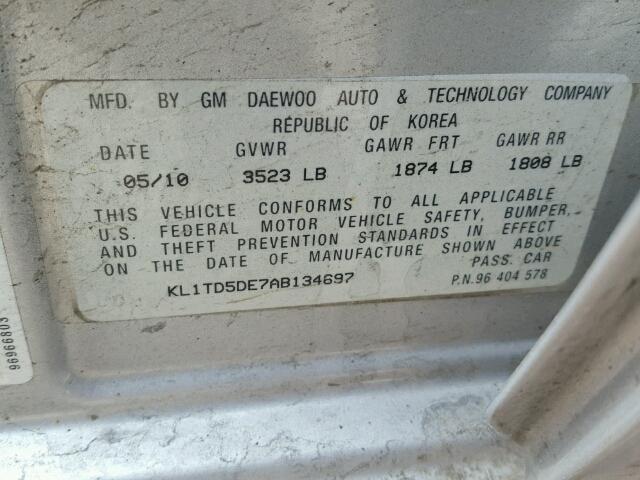 MFD. BY GM DAEWOO AUTO & TECHNOLOGY COMPANY
REPUBLIC OF KOREA
DATE GVWR GAWR FRT GAWR RR
05/10 3523 LB 1874 LB 1808 LB
THIS VEHICLE CONFORMS TO ALL APPLICABLE
U.S. FEDERAL MOTOR VEHICLE SAFETY, BUMPER,
AND THEFT PREVENTION STANDARDS IN EFFECT
ON THE DATE OF MANUFACTURE SHOWN ABOVE
PASS. CAR
KL1TD5DE7AB134697
P.N.96 404 578
96966803